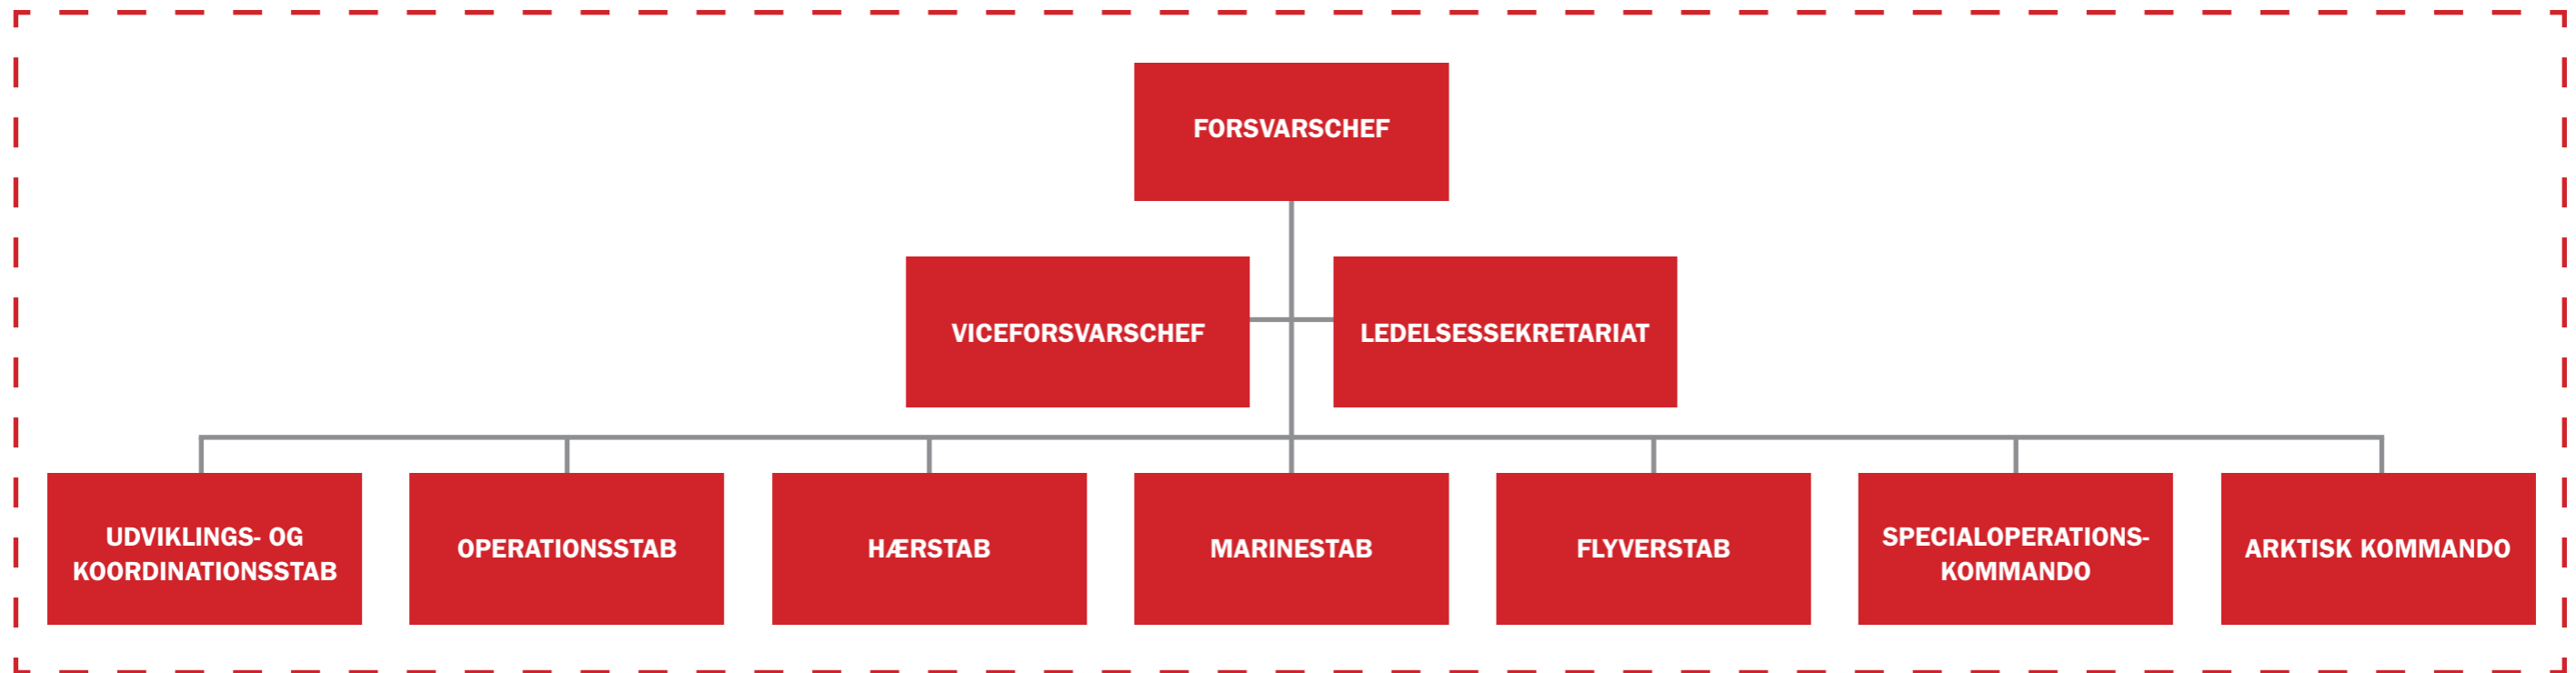 FORSVARSCHEF
VICEFORSVARSCHEF
LEDELSESSEKRETARIAT
UDVIKLINGS- OG
KOORDINATIONSSTAB
OPERATIONSSTAB
HÆRSTAB
MARINESTAB
FLYVERSTAB
SPECIALOPERATIONS-
KOMMANDO
ARKTISK KOMMANDO